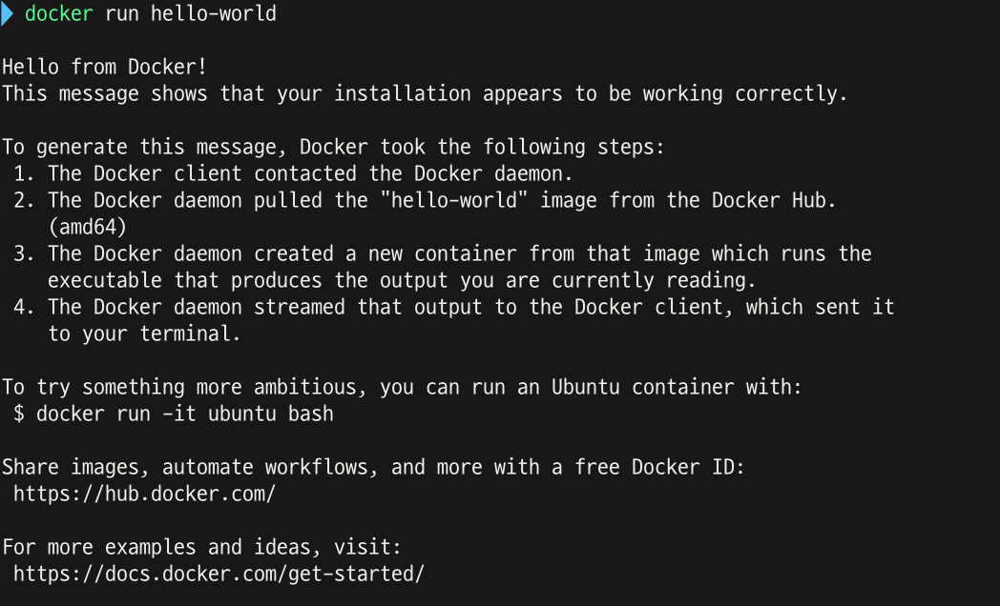 docker run hello-world
Hello from Docker!
This message shows that your installation appears to be working correctly.
To generate this message, Docker took the following steps:
1. The Docker client contacted the Docker daemon.
2. The Docker daemon pulled the "hello-world" image from the Docker Hub.
(amd64)
3. The Docker daemon created a new container from that image which runs the
executable that produces the output you are currently reading.
4. The Docker daemon streamed that output to the Docker client, which sent it
to your terminal.
To try something more ambitious, you can run an Ubuntu container with:
$ docker run -it ubuntu bash
Share images, automate workflows, and more with a free Docker ID:
https://hub.docker.com/
For more examples and ideas, visit:
https://docs.docker.com/get-started/